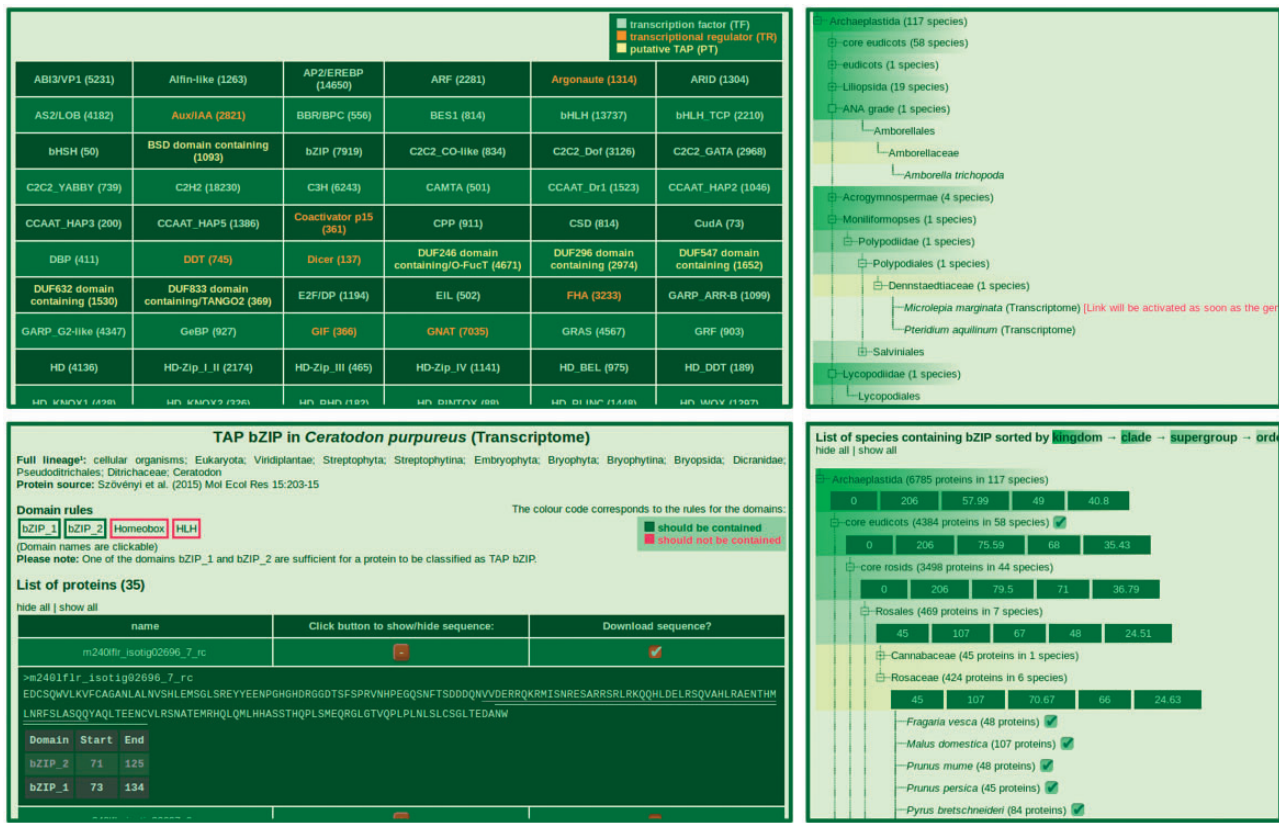 transcription factor (TF)
transcriptional regulator (TR)
putative TAP (PT)
ABI3/VP1 (5231) Alfin-like (1263) AP2/EREBP (14650) ARF (2281) Argonaute (1314) ARID (1304)
AS2/LOB (4182) Aux/IAA (2821) BBR/BPC (556) BES1 (814) bHLH (13737) bHLH_TCP (2210)
bHSH (50) BSD domain containing (1093) bZIP (7919) C2C2_CO-like (834) C2C2_Dof (3126) C2C2_GATA (2968)
C2C2_YABBY (739) C2H2 (18230) C3H (6243) CAMTA (501) CCAAT_Dr1 (1523) CCAAT_HAP2 (1046)
CCAAT_HAP3 (200) CCAAT_HAP5 (1386) Coactivator p15 (361) CPP (911) CSD (814) CudA (73)
DBP (411) DDT (745) Dicer (137) DUF246 domain containing/O-FucT (4671) DUF296 domain containing (2974) DUF547 domain containing (1652)
DUF632 domain containing (1530) DUF833 domain containing/TANGO2 (369) E2F/DP (1194) EIL (502) FHA (3233) GARP_ARR-B (1099)
GARP_G2-like (4347) GeBP (927) GIF (366) GNAT (7035) GRAS (4567) GRF (903)
HD (4136) HD-Zip_I_II (2174) HD-Zip_III (465) HD-Zip_IV (1141) HD_BEL (975) HD_DDT (189)
HD_KNOX1 (428) HD_KNOX2 (326) HD_PHD (182) HD_PINTOX (88) HD_PLINC (1448) HD_WOX (1297)
Archaeplastida (117 species)
core eudicots (58 species)
eudicots (1 species)
Liliopsida (19 species)
ANA grade (1 species)
Amborellales
Amborellaceae
Amborella trichopoda
Acrogymnospermae (4 species)
Moniliformopses (1 species)
Polypodiidae (1 species)
Polypodiales (1 species)
Dennstaedtiaceae (1 species)
Microlepia marginata (Transcriptome) [Link will be activated as soon as the ger
Pteridium aquilinum (Transcriptome)
Salviniales
Lycopodiidae (1 species)
Lycopodiales
TAP bZIP in Ceratodon purpureus (Transcriptome)
Full lineage¹: cellular organisms; Eukaryota; Viridiplantae; Streptophyta; Streptophytina; Embryophyta; Bryophyta; Bryophytina; Bryopsida; Dicranidae;
Pseudoditrichales; Ditrichaceae; Ceratodon
Protein source: Szövényi et al. (2015) Mol Ecol Res 15:203-15
Domain rules
The colour code corresponds to the rules for the domains:
bZIP_1 bZIP_2 Homeobox HLH
should be contained
should not be contained
(Domain names are clickable)
Please note: One of the domains bZIP_1 and bZIP_2 are sufficient for a protein to be classified as TAP bZIP.
List of proteins (35)
hide all | show all
name Click button to show/hide sequence: Download sequence?
m240lflr_isotig02696_7_rc -
>m240lflr_isotig02696_7_rc
EDCSQWVLKVFCAGANLALNVSHLEMSGLSREYYEENPGHGHDRGGDTSFSPRVNHPEGQSNFTSDDDQNVVDERRQKRMISNRESARRSRLRKQQHLDELRSQVAHLRAENTHM
LNRFSLASQQYAQLTEENCVLRSNATEMRHQLQMLHHASSTHQPLSMEQRGLGTVQPLPLNLSLCSGLTEDANW
Domain Start End
bZIP_2 71 125
bZIP_1 73 134
List of species containing bZIP sorted by kingdom → clade → supergroup → orde
hide all | show all
Archaeplastida (6785 proteins in 117 species)
0 206 57.99 49 40.8
core eudicots (4384 proteins in 58 species)
0 206 75.59 68 35.43
core rosids (3498 proteins in 44 species)
0 206 79.5 71 36.79
Rosales (469 proteins in 7 species)
45 107 67 48 24.51
Cannabaceae (45 proteins in 1 species)
Rosaceae (424 proteins in 6 species)
45 107 70.67 66 24.63
Fragaria vesca (48 proteins)
Malus domestica (107 proteins)
Prunus mume (48 proteins)
Prunus persica (45 proteins)
Pyrus bretschneideri (84 proteins)